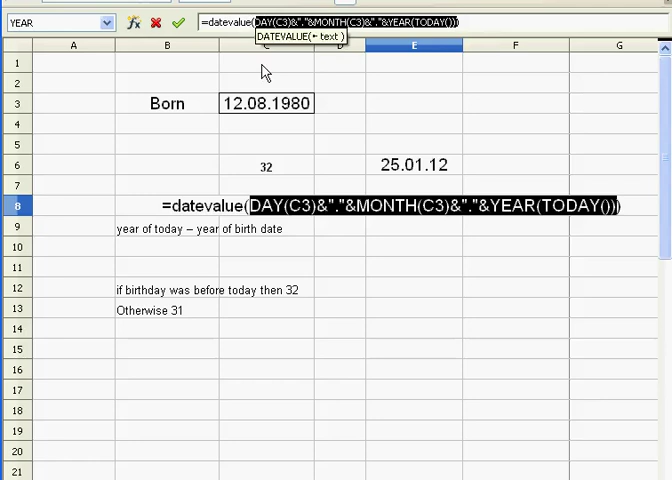 YEAR =datevalue(DAY(C3)&"."&MONTH(C3)&"."&YEAR(TODAY()))
DATEVALUE( text )
A B C D E F G
1
2
3 Born 12.08.1980
4
5
6 32 25.01.12
7
8 =datevalue(DAY(C3)&"."&MONTH(C3)&"."&YEAR(TODAY()))
9 year of today – year of birth date
10
11
12 if birthday was before today then 32
13 Otherwise 31
14
15
16
17
18
19
20
21